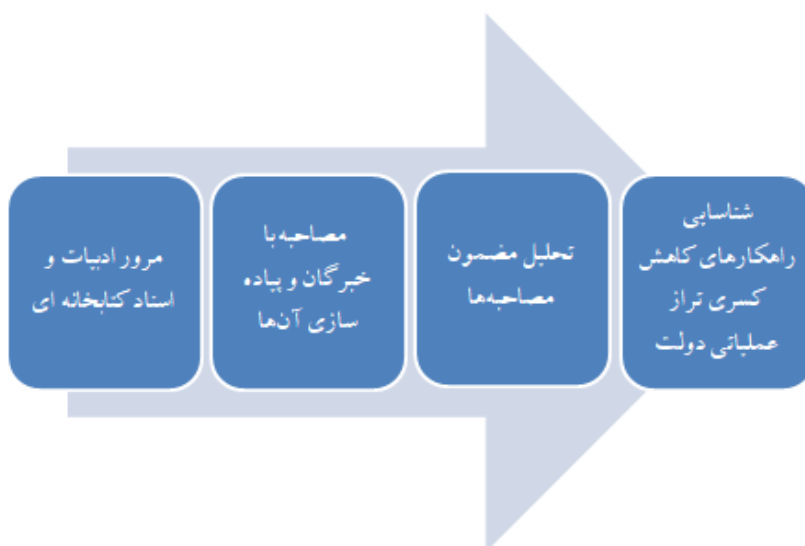 مرور ادبیات و
اسناد کتابخانه ای
مصاحبه با
خبرگان و پیاده
سازی آن‌ها
تحلیل مضمون
مصاحبه‌ها
شناسایی
راهکارهای کاهش
کسری تراز
عملیاتی دولت